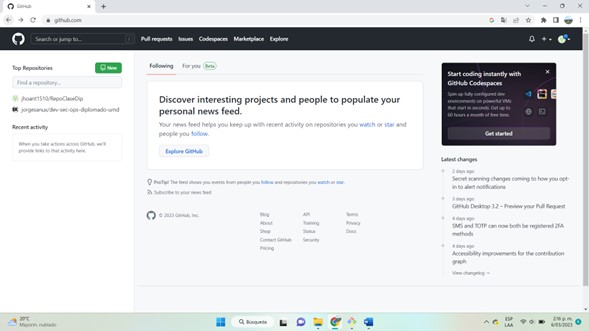 GitHub
github.com
Search or jump to...
Pull requests Issues Codespaces Marketplace Explore
Top Repositories
New
Find a repository...
jhoant1510/RepoClaseDip
jorgesanus/dev-sec-ops-diplomado-umd
Recent activity
When you take actions across GitHub, we'll
provide links to that activity here.
Following For you Beta
Discover interesting projects and people to populate your
personal news feed.
Your news feed helps you keep up with recent activity on repositories you watch or star and
people you follow.
Explore GitHub
ProTip! The feed shows you events from people you follow and repositories you watch or star.
Subscribe to your news feed
© 2023 GitHub, Inc.
Blog
About
Shop
Contact GitHub
Pricing
API
Training
Status
Security
Terms
Privacy
Docs
Start coding instantly with
GitHub Codespaces
Spin up fully configured dev
environments on powerful VMs
that start in seconds. Get up to
60 hours a month of free time.
Get started
Latest changes
2 days ago
Secret scanning changes coming to how you opt-
in to alert notifications
3 days ago
GitHub Desktop 3.2 – Preview your Pull Request
4 days ago
SMS and TOTP can now both be registered 2FA
methods
4 days ago
Accessibility improvements for the contribution
graph
View changelog →
20°C
Mayorm. nublado
Búsqueda
ESP
LAA
2:16 p. m.
6/03/2023